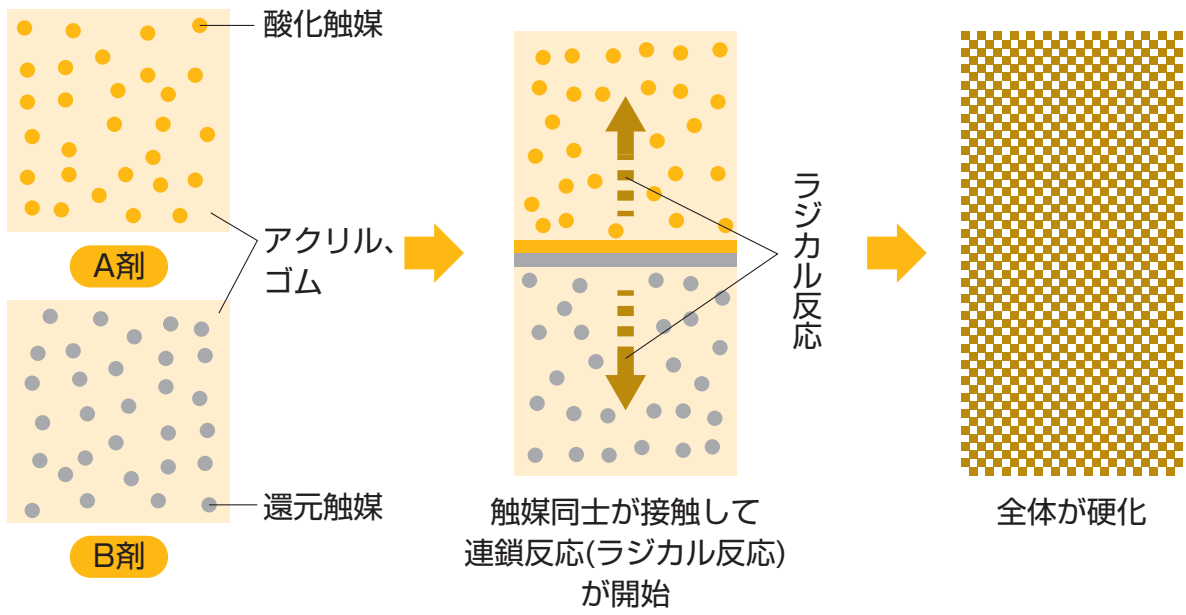 酸化触媒
A剤
アクリル、
ゴム
還元触媒
B剤
ラジカル反応
触媒同士が接触して
連鎖反応(ラジカル反応)
が開始
全体が硬化